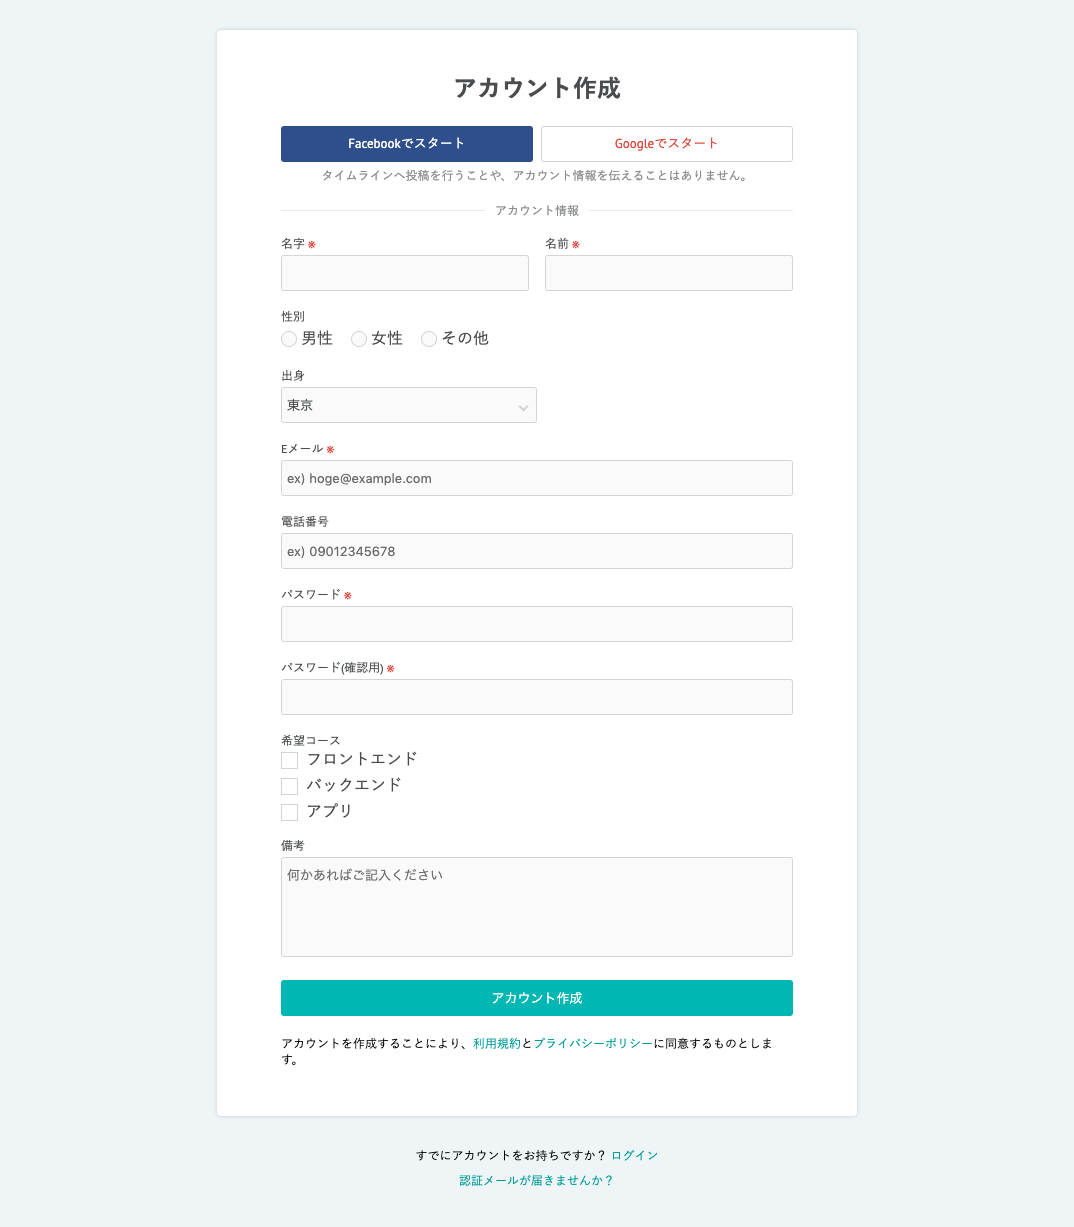 アカウント作成
Facebookでスタート
Googleでスタート
タイムラインへ投稿を行うことや、アカウント情報を伝えることはありません。
アカウント情報
名字 ※
名前 ※
性別
男性 女性 その他
出身
東京
Eメール ※
ex) hoge@example.com
電話番号
ex) 09012345678
パスワード ※
パスワード(確認用) ※
希望コース
フロントエンド
バックエンド
アプリ
備考
何かあればご記入ください
アカウント作成
アカウントを作成することにより、利用規約とプライバシーポリシーに同意するものとしま
す。
すでにアカウントをお持ちですか？ ログイン
認証メールが届きませんか？